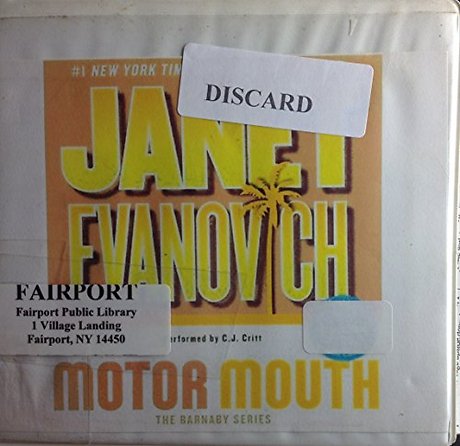 #1 NEW YORK TIM
DISCARD
JANET
EVANOVICH
FAIRPORT
Fairport Public Library
1 Village Landing
Fairport, NY 14450
erformed by C.J. Critt
MOTOR MOUTH
THE BARNABY SERIES